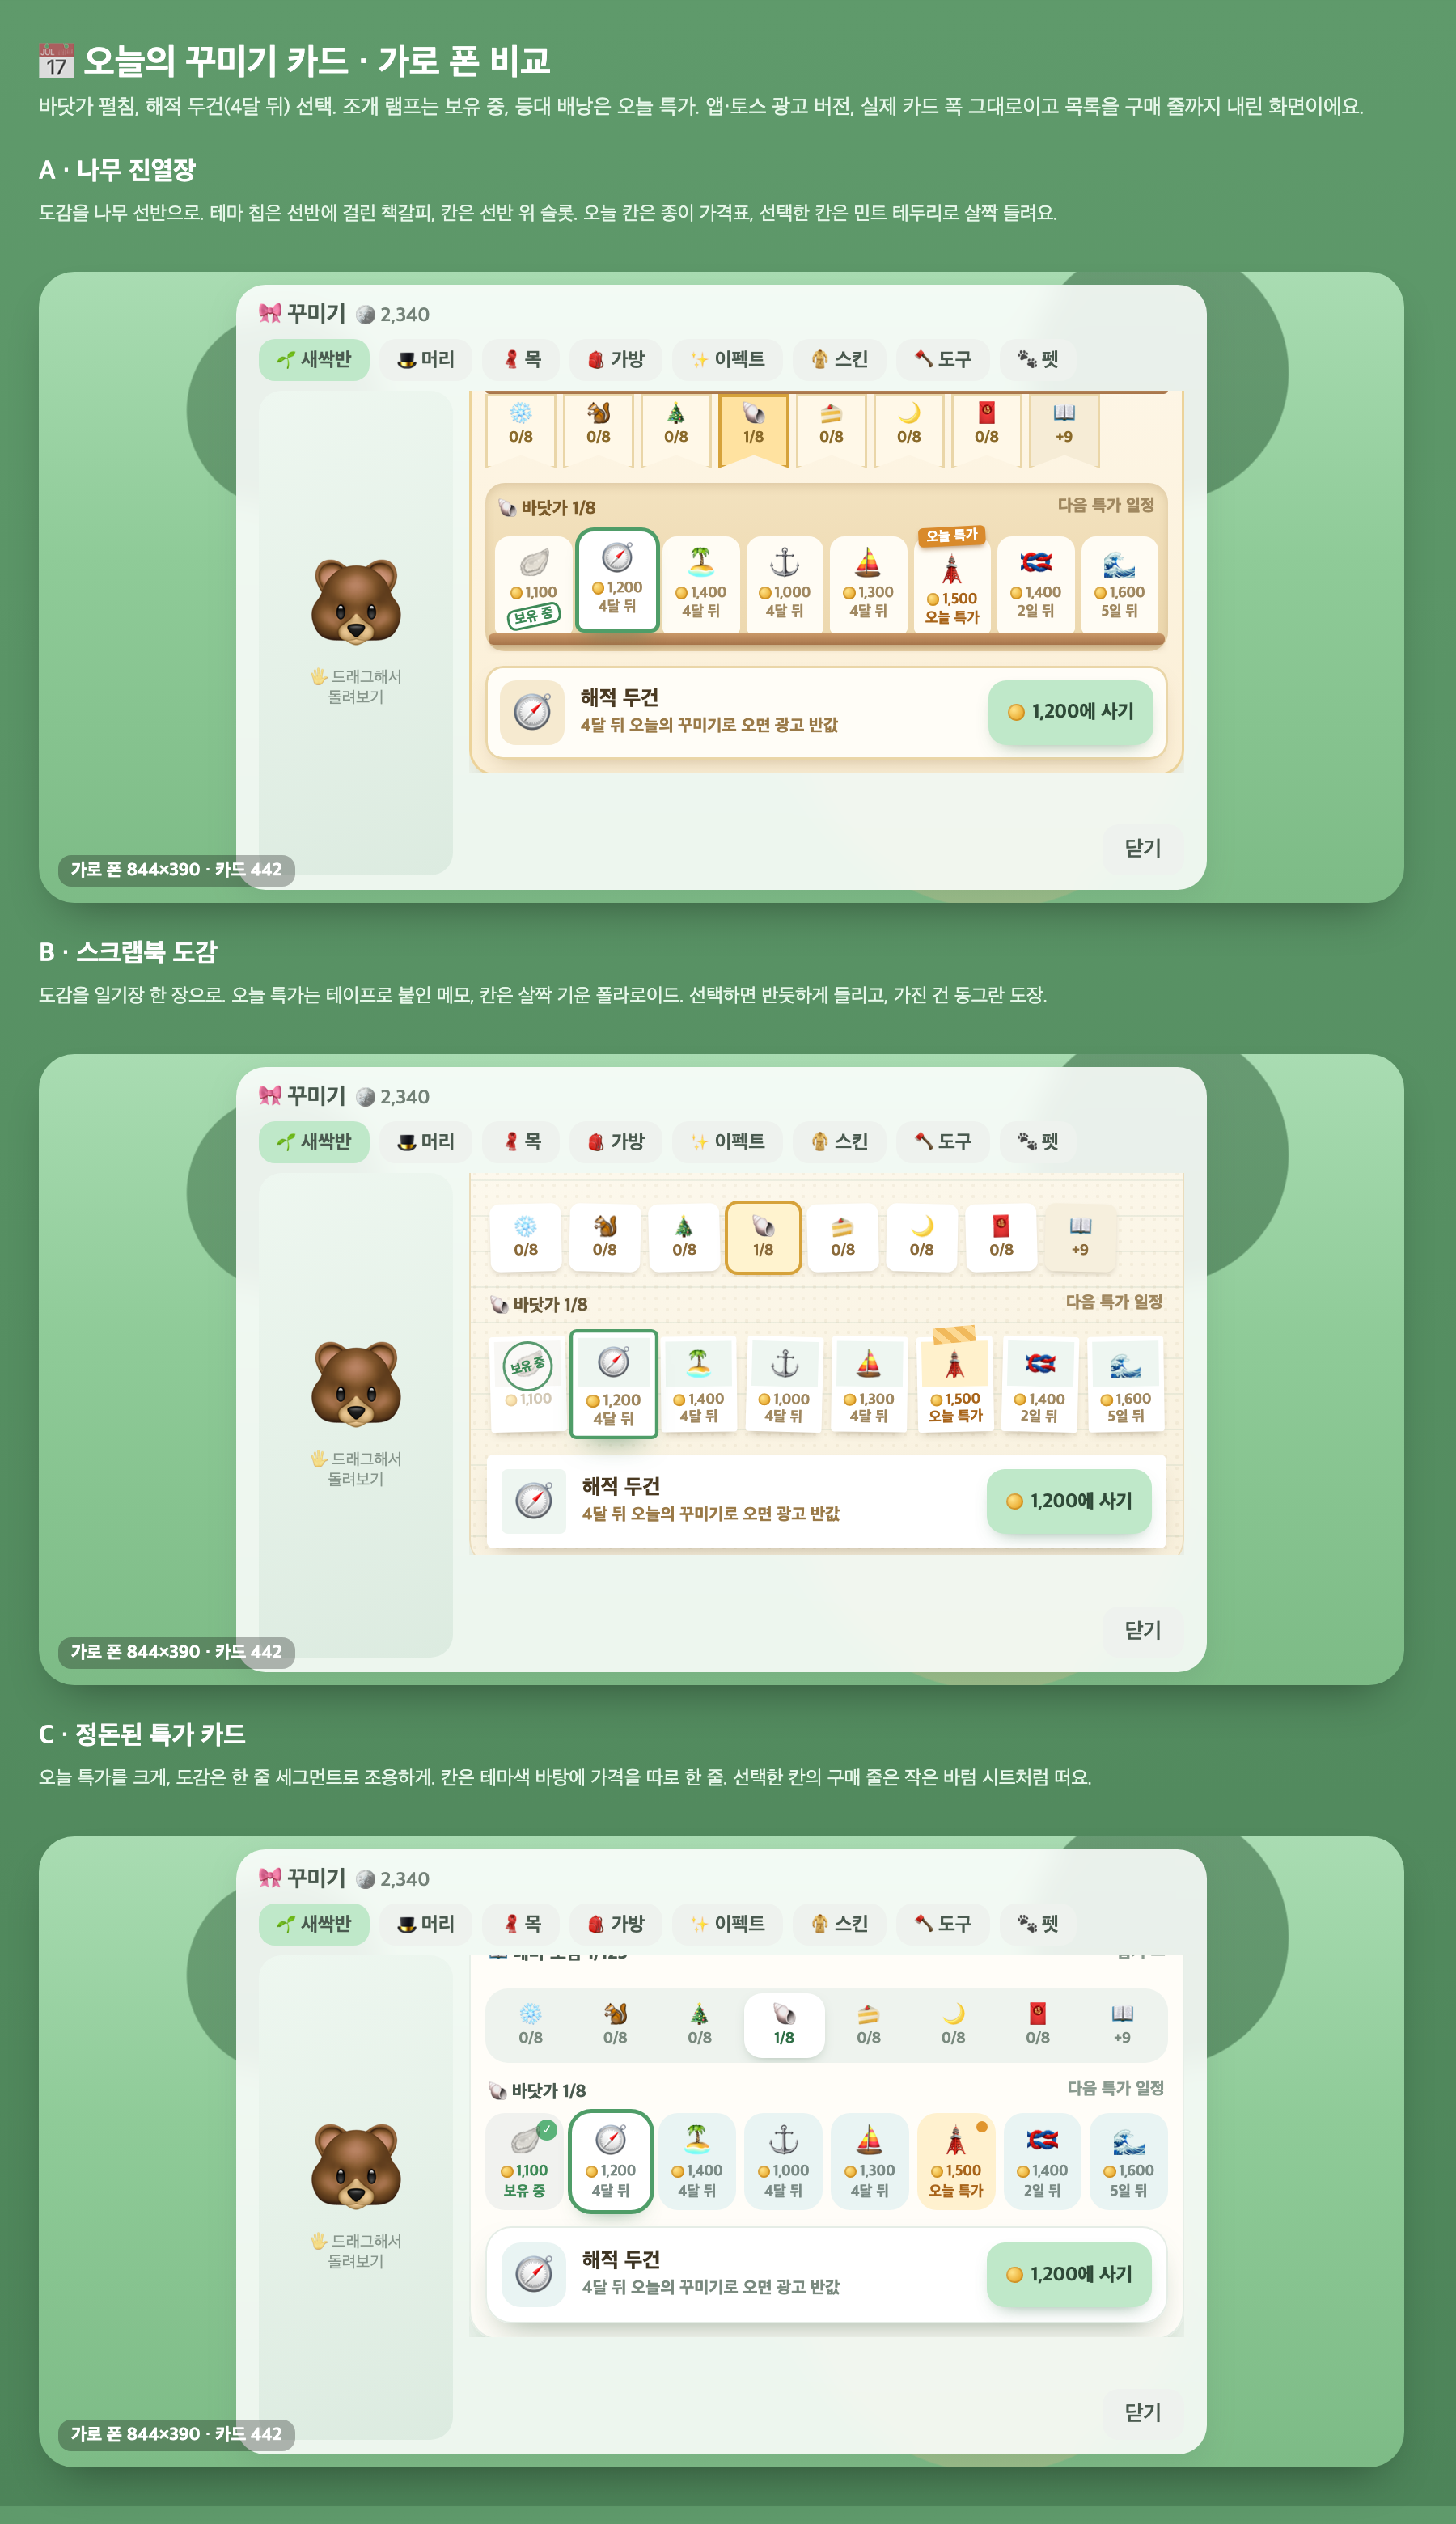 JUL 17 오늘의 꾸미기 카드 · 가로 폰 비교
바닷가 펼침, 해적 두건(4달 뒤) 선택. 조개 램프는 보유 중, 등대 배낭은 오늘 특가. 앱·토스 광고 버전, 실제 카드 폭 그대로이고 목록을 구매 줄까지 내린 화면이에요.
A · 나무 진열장
도감을 나무 선반으로. 테마 칩은 선반에 걸린 책갈피, 칸은 선반 위 슬롯. 오늘 칸은 종이 가격표, 선택한 칸은 민트 테두리로 살짝 들려요.
꾸미기 2,340
새싹반 머리 목 가방 이펙트 스킨 도구 펫
0/8 0/8 0/8 1/8 0/8 0/8 0/8 +9
바닷가 1/8 다음 특가 일정
오늘 특가
1,100 1,200 1,400 1,000 1,300 1,500 1,400 1,600
보유 중 4달 뒤 4달 뒤 4달 뒤 4달 뒤 오늘 특가 2일 뒤 5일 뒤
드래그해서
돌려보기
해적 두건
4달 뒤 오늘의 꾸미기로 오면 광고 반값
1,200에 사기
닫기
가로 폰 844×390 · 카드 442
B · 스크랩북 도감
도감을 일기장 한 장으로. 오늘 특가는 테이프로 붙인 메모, 칸은 살짝 기운 폴라로이드. 선택하면 반듯하게 들리고, 가진 건 동그란 도장.
꾸미기 2,340
새싹반 머리 목 가방 이펙트 스킨 도구 펫
0/8 0/8 0/8 1/8 0/8 0/8 0/8 +9
바닷가 1/8 다음 특가 일정
보유 중
1,100 1,200 1,400 1,000 1,300 1,500 1,400 1,600
4달 뒤 4달 뒤 4달 뒤 4달 뒤 오늘 특가 2일 뒤 5일 뒤
드래그해서
돌려보기
해적 두건
4달 뒤 오늘의 꾸미기로 오면 광고 반값
1,200에 사기
닫기
가로 폰 844×390 · 카드 442
C · 정돈된 특가 카드
오늘 특가를 크게, 도감은 한 줄 세그먼트로 조용하게. 칸은 테마색 바탕에 가격을 따로 한 줄. 선택한 칸의 구매 줄은 작은 바텀 시트처럼 떠요.
꾸미기 2,340
새싹반 머리 목 가방 이펙트 스킨 도구 펫
0/8 0/8 0/8 1/8 0/8 0/8 0/8 +9
바닷가 1/8 다음 특가 일정
1,100 1,200 1,400 1,000 1,300 1,500 1,400 1,600
보유 중 4달 뒤 4달 뒤 4달 뒤 4달 뒤 오늘 특가 2일 뒤 5일 뒤
드래그해서
돌려보기
해적 두건
4달 뒤 오늘의 꾸미기로 오면 광고 반값
1,200에 사기
닫기
가로 폰 844×390 · 카드 442